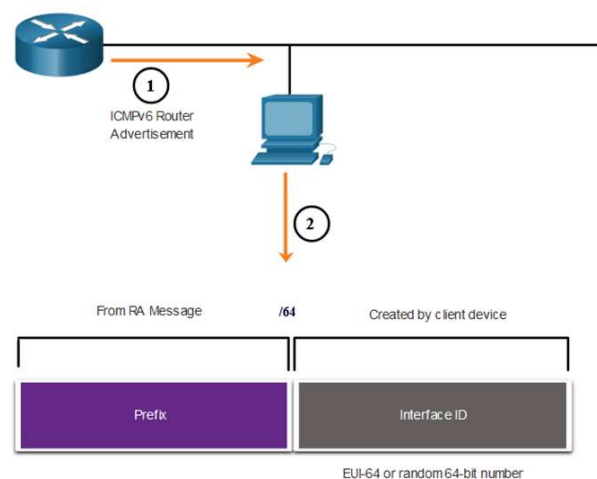 1
ICMPv6 Router
Advertisement
2
From RA Message
/64
Created by client device
Prefix
Interface ID
EUI-64 or random 64-bit number